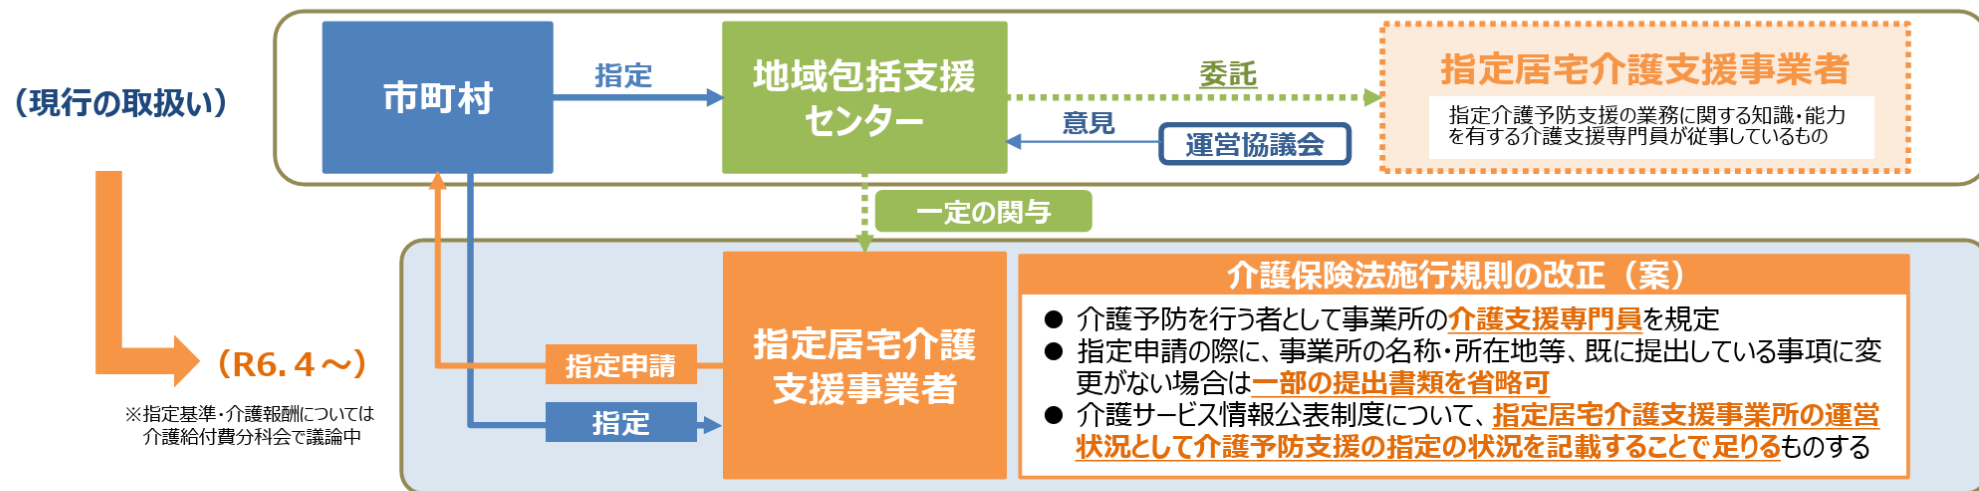 （現行の取扱い）
市町村
指定
地域包括支援
センター
委託
意見
運営協議会
指定居宅介護支援事業者
指定介護予防支援の業務に関する知識・能力
を有する介護支援専門員が従事しているもの
一定の関与
（R6.４～）
※指定基準・介護報酬については
介護給付費分科会で議論中
指定申請
指定
指定居宅介護
支援事業者
介護保険法施行規則の改正（案）
● 介護予防を行う者として事業所の介護支援専門員を規定
● 指定申請の際に、事業所の名称・所在地等、既に提出している事項に変
更がない場合は一部の提出書類を省略可
● 介護サービス情報公表制度について、指定居宅介護支援事業所の運営
状況として介護予防支援の指定の状況を記載することで足りるものする